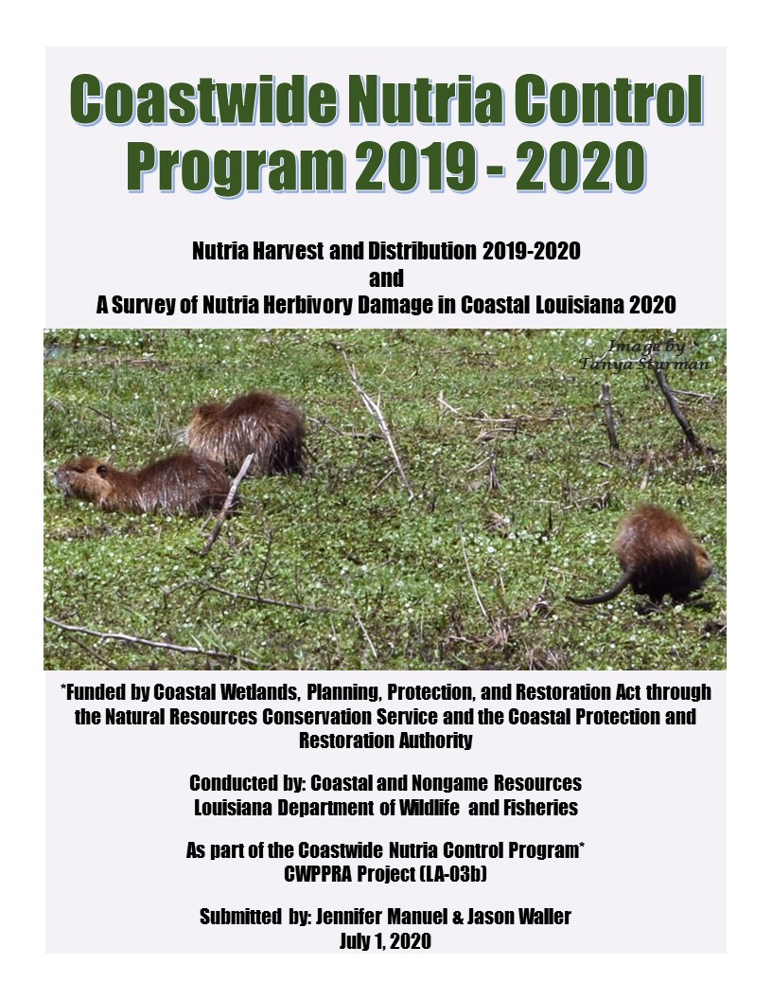 Coastwide Nutria Control
Program 2019 - 2020
Nutria Harvest and Distribution 2019-2020
and
A Survey of Nutria Herbivory Damage in Coastal Louisiana 2020
Image by
Tanya Sturman
*Funded by Coastal Wetlands, Planning, Protection, and Restoration Act through
the Natural Resources Conservation Service and the Coastal Protection and
Restoration Authority
Conducted by: Coastal and Nongame Resources
Louisiana Department of Wildlife and Fisheries
As part of the Coastwide Nutria Control Program*
CWPPRA Project (LA-03b)
Submitted by: Jennifer Manuel & Jason Waller
July 1, 2020